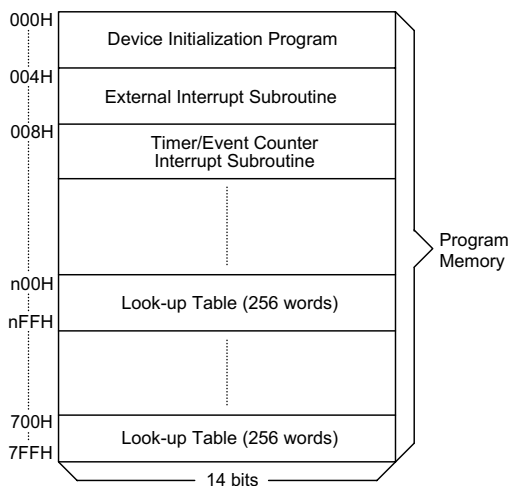 000H
Device Initialization Program
004H
External Interrupt Subroutine
008H
Timer/Event Counter
Interrupt Subroutine
Program
Memory
n00H
Look-up Table (256 words)
nFFH
700H
Look-up Table (256 words)
7FFH
14 bits